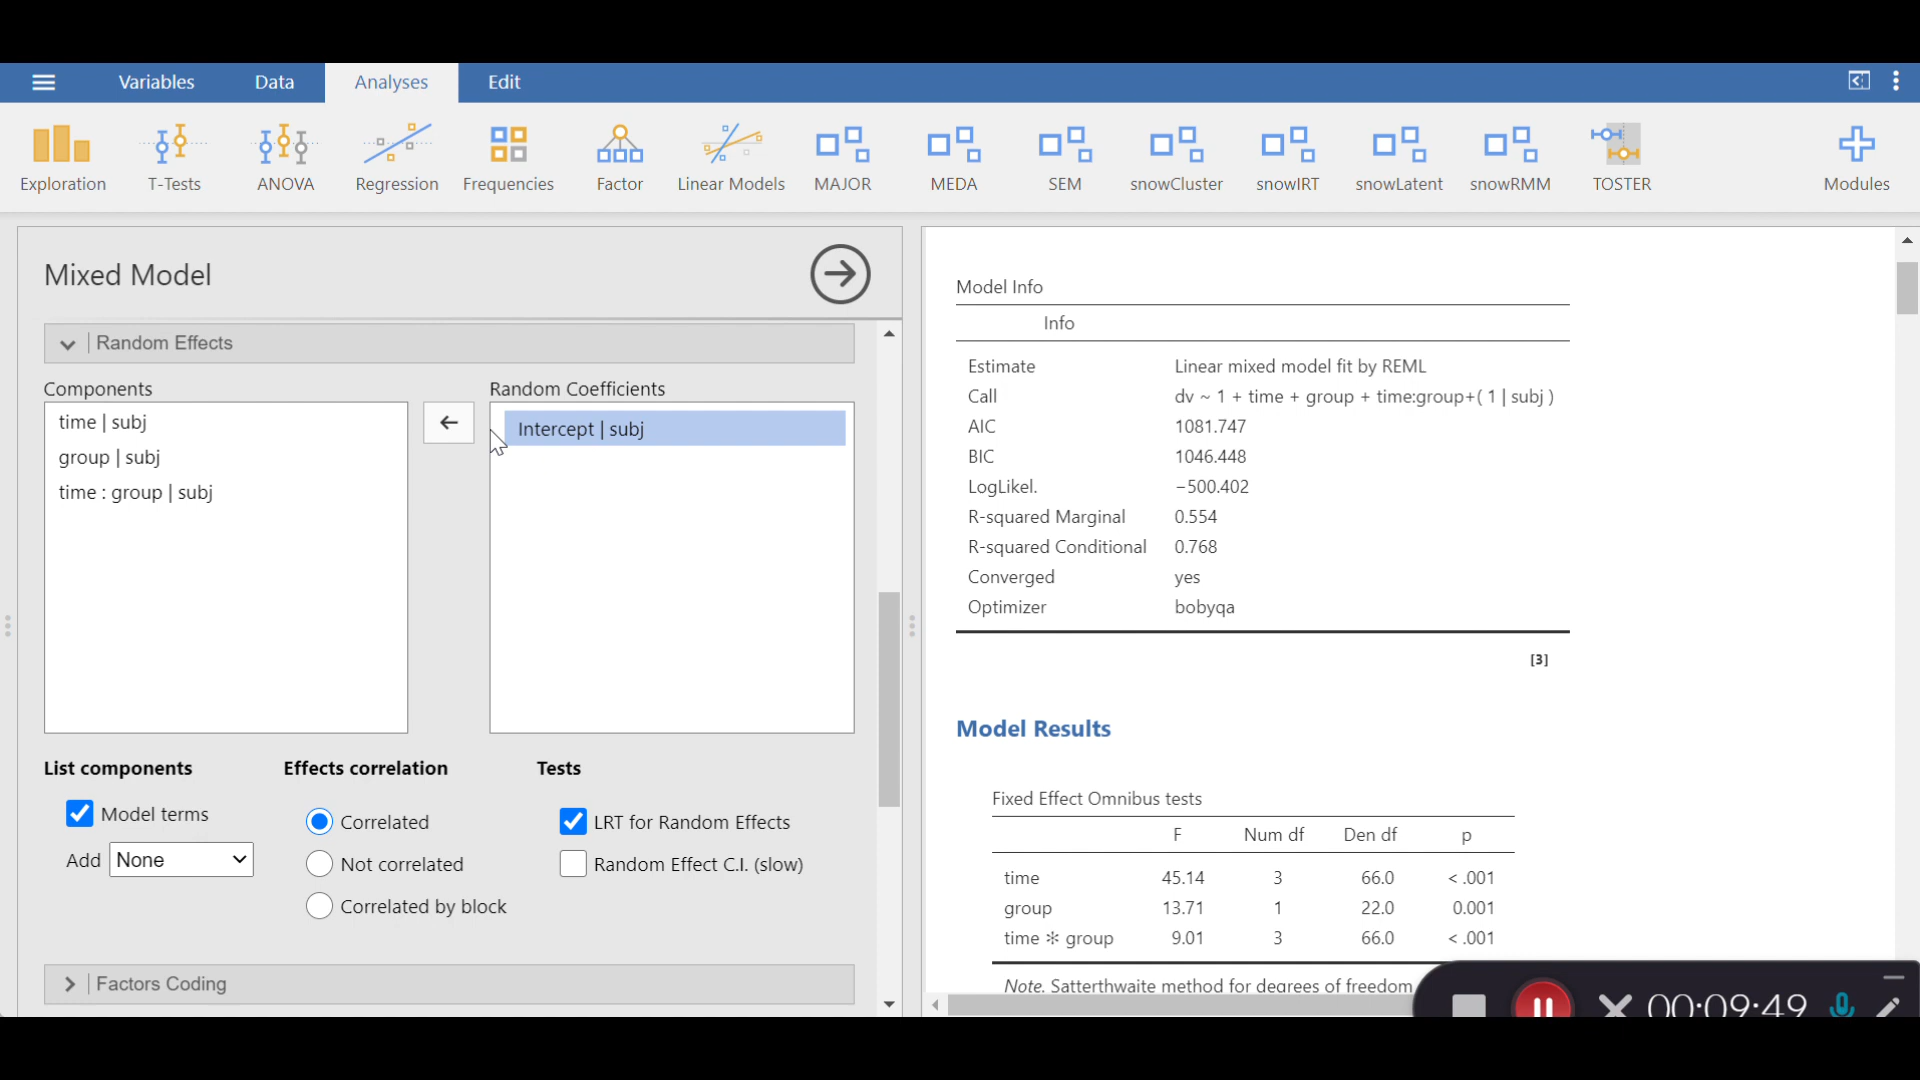 Variables Data Analyses Edit
Exploration T-Tests ANOVA Regression Frequencies Factor Linear Models MAJOR MEDA SEM snowCluster snowIRT snowLatent snowRMM TOSTER Modules
Mixed Model
Random Effects
Components Random Coefficients
time | subj
group | subj
time : group | subj
Intercept | subj
List components
Model terms
Add None
Effects correlation
Correlated
Not correlated
Correlated by block
Tests
LRT for Random Effects
Random Effect C.I. (slow)
Factors Coding
Model Info
Info
Estimate Linear mixed model fit by REML
Call dv ~ 1 + time + group + time:group+( 1 | subj )
AIC 1081.747
BIC 1046.448
LogLikel. -500.402
R-squared Marginal 0.554
R-squared Conditional 0.768
Converged yes
Optimizer bobyqa
[3]
Model Results
Fixed Effect Omnibus tests
F Num df Den df p
time 45.14 3 66.0 < .001
group 13.71 1 22.0 0.001
time ✻ group 9.01 3 66.0 < .001
Note. Satterthwaite method for degrees of freedom
00:09:49